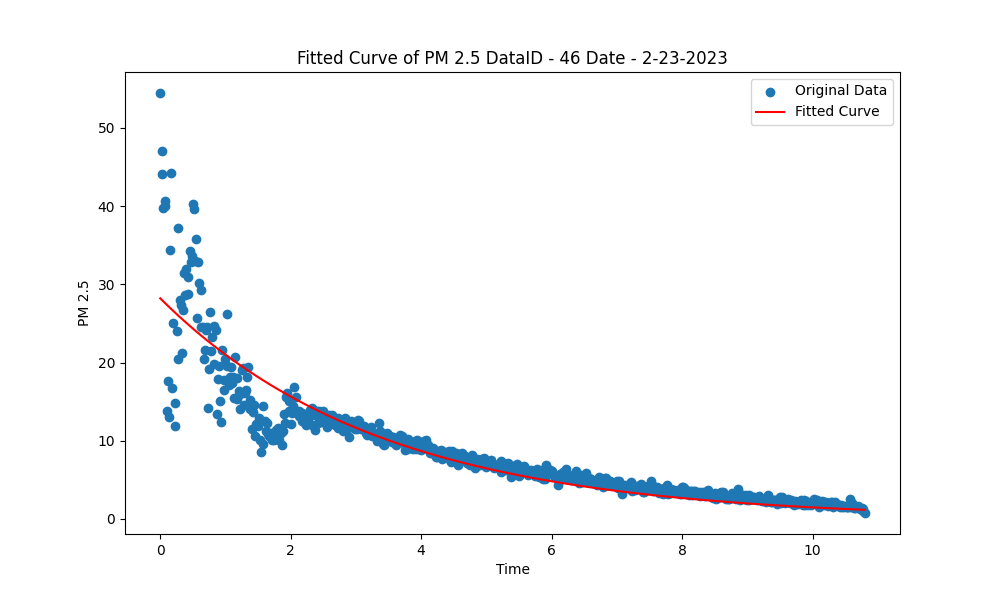 Fitted Curve of PM 2.5 DataID - 46 Date - 2-23-2023
Original Data
Fitted Curve
50
40
30
20
10
0
PM 2.5
0 2 4 6 8 10
Time